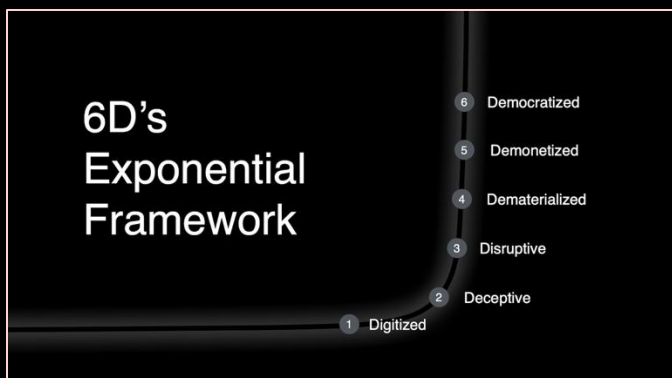 6D’s
Exponential
Framework
6 Democratized
5 Demonetized
4 Dematerialized
3 Disruptive
2 Deceptive
1 Digitized